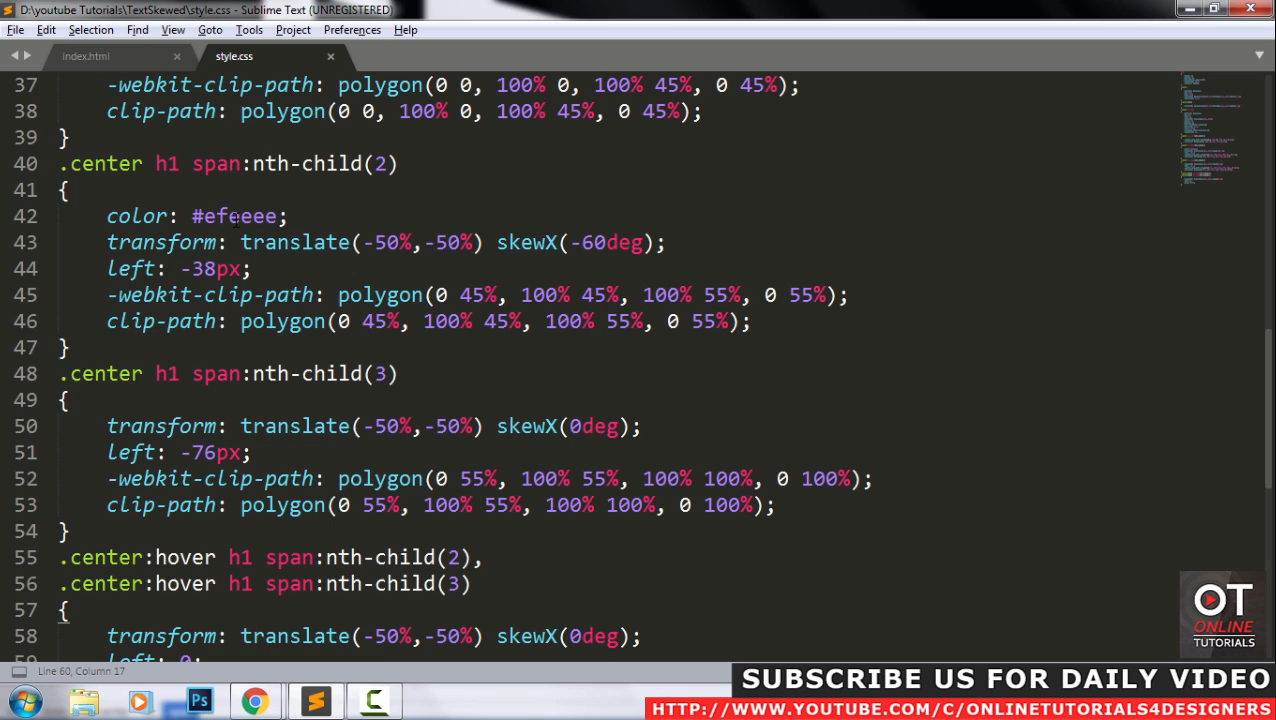 D:\youtube Tutorials\TextSkewed\style.css - Sublime Text (UNREGISTERED)
File Edit Selection Find View Goto Tools Project Preferences Help
index.html × style.css ×
37 -webkit-clip-path: polygon(0 0, 100% 0, 100% 45%, 0 45%);
38 clip-path: polygon(0 0, 100% 0, 100% 45%, 0 45%);
39 }
40 .center h1 span:nth-child(2)
41 {
42 color: #efeeee;
43 transform: translate(-50%,-50%) skewX(-60deg);
44 left: -38px;
45 -webkit-clip-path: polygon(0 45%, 100% 45%, 100% 55%, 0 55%);
46 clip-path: polygon(0 45%, 100% 45%, 100% 55%, 0 55%);
47 }
48 .center h1 span:nth-child(3)
49 {
50 transform: translate(-50%,-50%) skewX(0deg);
51 left: -76px;
52 -webkit-clip-path: polygon(0 55%, 100% 55%, 100% 100%, 0 100%);
53 clip-path: polygon(0 55%, 100% 55%, 100% 100%, 0 100%);
54 }
55 .center:hover h1 span:nth-child(2),
56 .center:hover h1 span:nth-child(3)
57 {
58 transform: translate(-50%,-50%) skewX(0deg);
59 left: 0;
OT
ONLINE
TUTORIALS
Line 60, Column 17
SUBSCRIBE US FOR DAILY VIDEO
Ps
HTTP://WWW.YOUTUBE.COM/C/ONLINETUTORIALS4DESIGNERS